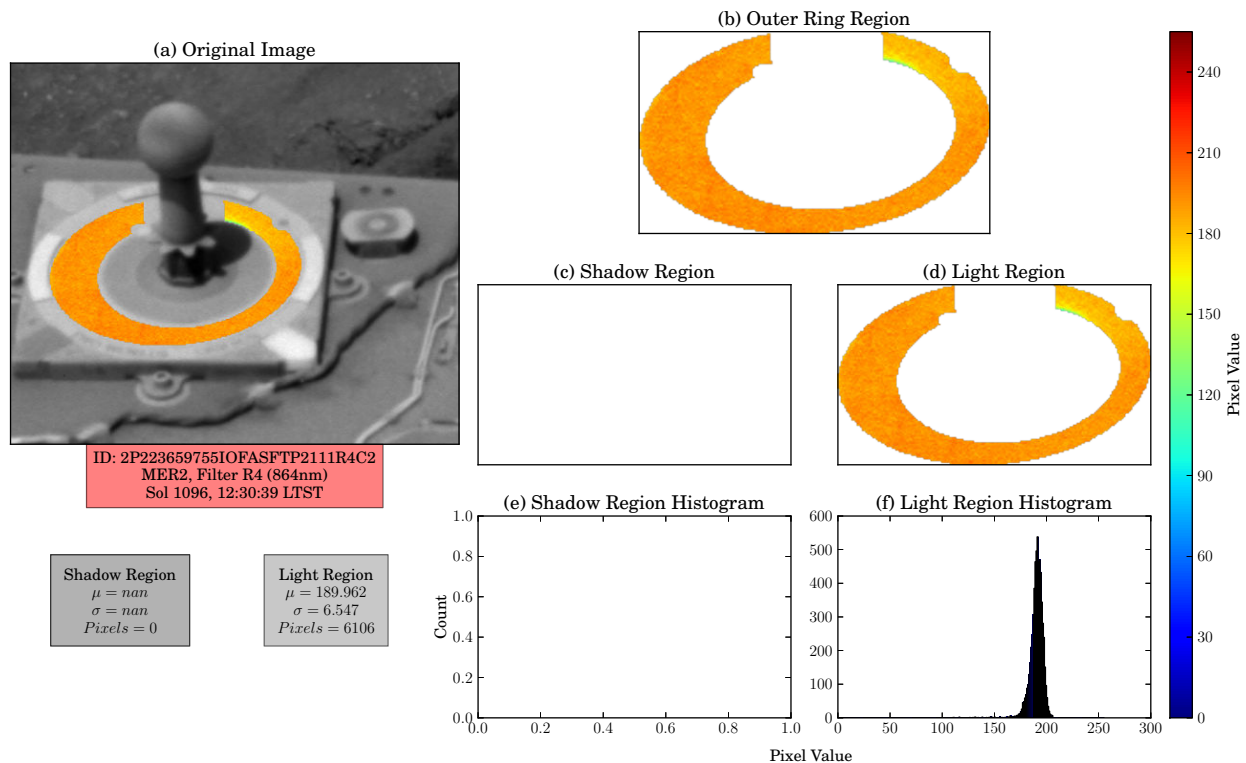 (a) Original Image
ID: 2P223659755IOFASFTP2111R4C2
MER2, Filter R4 (864nm)
Sol 1096, 12:30:39 LTST
Shadow Region
μ = nan
σ = nan
Pixels = 0
Light Region
μ = 189.962
σ = 6.547
Pixels = 6106
(b) Outer Ring Region
(c) Shadow Region
(d) Light Region
(e) Shadow Region Histogram
1.0
0.8
0.6
0.4
0.2
0.0
0.0 0.2 0.4 0.6 0.8 1.0
Count
(f) Light Region Histogram
600
500
400
300
200
100
0
0 50 100 150 200 250 300
Pixel Value
240
210
180
150
120
90
60
30
0
Pixel Value